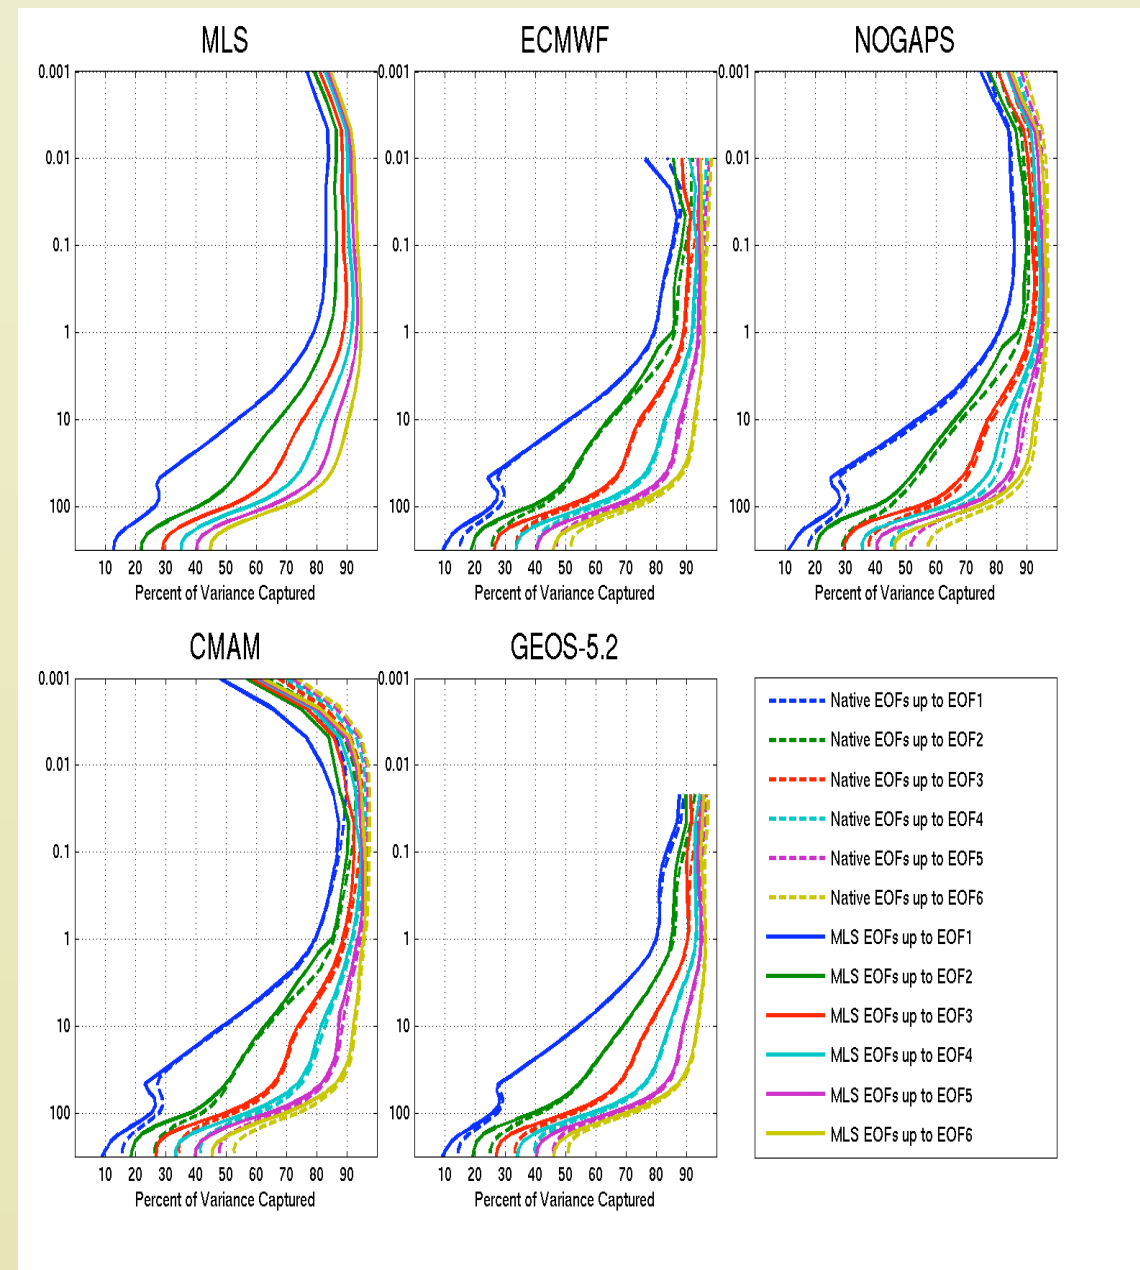 MLS
ECMWF
NOGAPS
0.001
0.01
0.1
1
10
100
10 20 30 40 50 60 70 80 90
Percent of Variance Captured
0.001
0.01
0.1
1
10
100
10 20 30 40 50 60 70 80 90
Percent of Variance Captured
0.001
0.01
0.1
1
10
100
10 20 30 40 50 60 70 80 90
Percent of Variance Captured
CMAM
GEOS-5.2
0.001
0.01
0.1
1
10
100
10 20 30 40 50 60 70 80 90
Percent of Variance Captured
0.001
0.01
0.1
1
10
100
10 20 30 40 50 60 70 80 90
Percent of Variance Captured
Native EOFs up to EOF1
Native EOFs up to EOF2
Native EOFs up to EOF3
Native EOFs up to EOF4
Native EOFs up to EOF5
Native EOFs up to EOF6
MLS EOFs up to EOF1
MLS EOFs up to EOF2
MLS EOFs up to EOF3
MLS EOFs up to EOF4
MLS EOFs up to EOF5
MLS EOFs up to EOF6